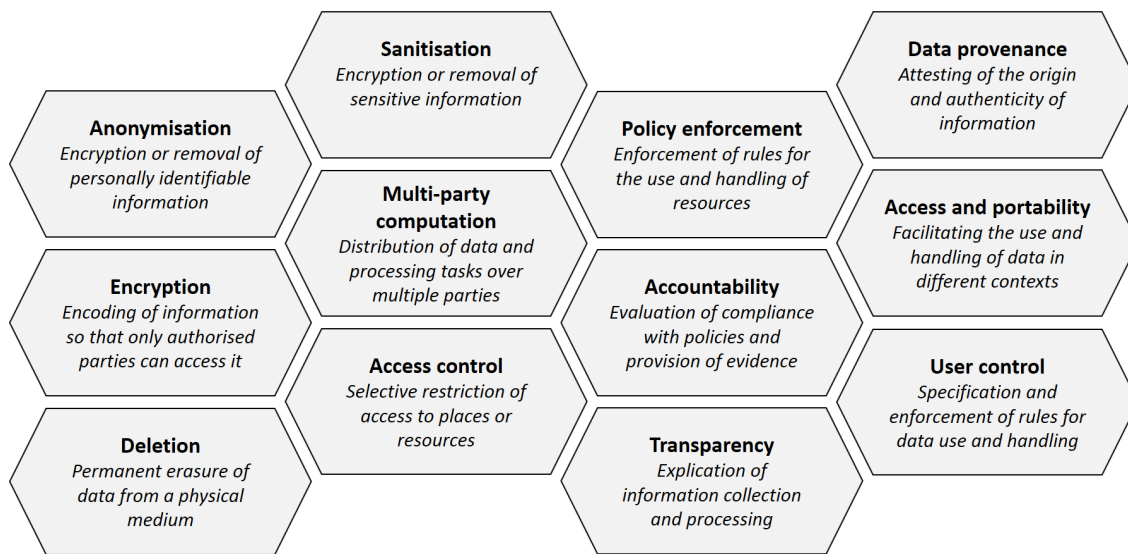 Sanitisation
Encryption or removal of
sensitive information
Data provenance
Attesting of the origin
and authenticity of
information
Anonymisation
Encryption or removal of
personally identifiable
information
Policy enforcement
Enforcement of rules for
the use and handling of
resources
Multi-party
computation
Distribution of data and
processing tasks over
multiple parties
Access and portability
Facilitating the use and
handling of data in
different contexts
Encryption
Encoding of information
so that only authorised
parties can access it
Accountability
Evaluation of compliance
with policies and
provision of evidence
Access control
Selective restriction of
access to places or
resources
User control
Specification and
enforcement of rules for
data use and handling
Deletion
Permanent erasure of
data from a physical
medium
Transparency
Explication of
information collection
and processing